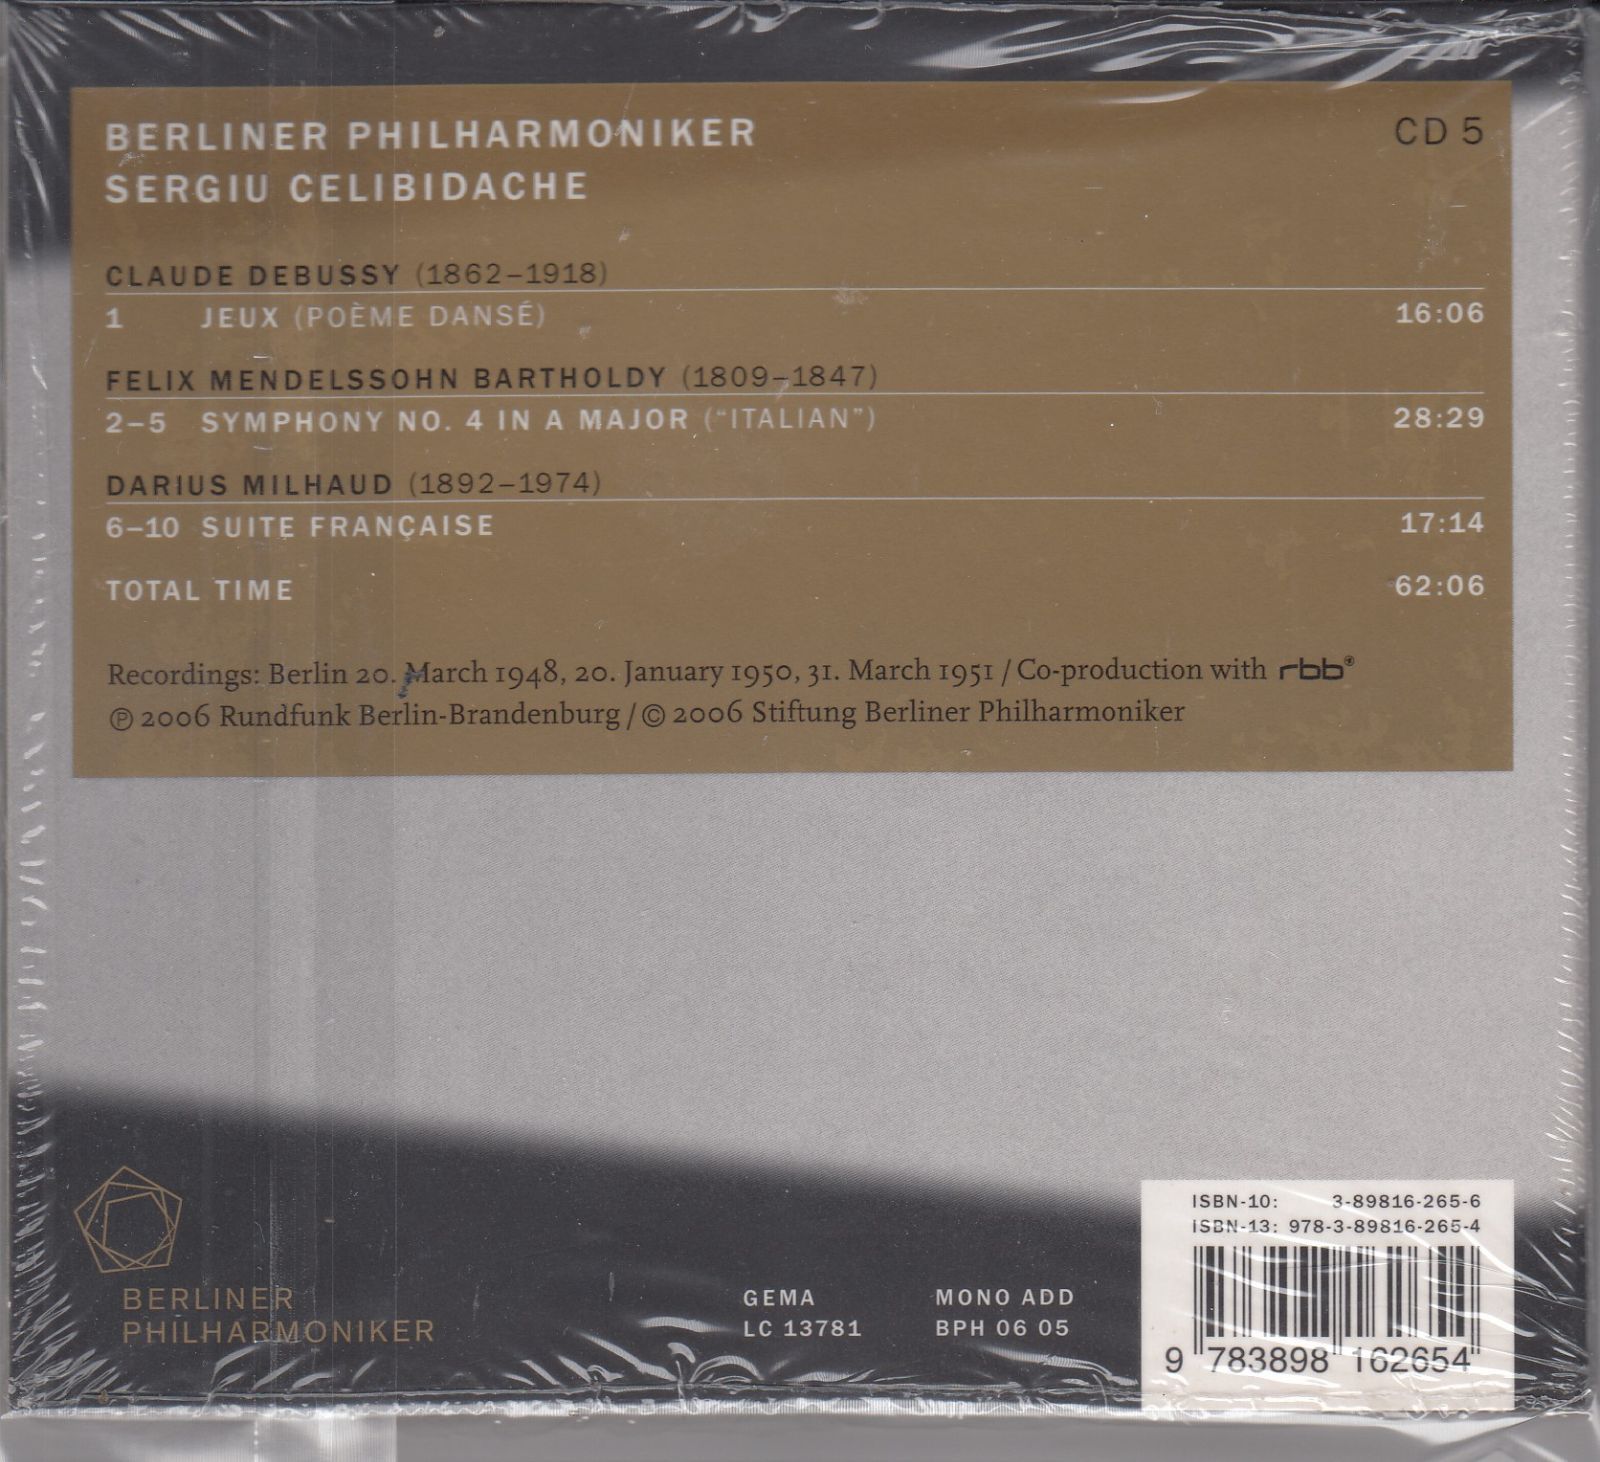 BERLINER PHILHARMONIKER CD 5
SERGIU CELIBIDACHE
CLAUDE DEBUSSY (1862–1918)
1 JEUX (POÈME DANSÉ) 16:06
FELIX MENDELSSOHN BARTHOLDY (1809–1847)
2–5 SYMPHONY NO. 4 IN A MAJOR (“ITALIAN”) 28:29
DARIUS MILHAUD (1892–1974)
6–10 SUITE FRANÇAISE 17:14
TOTAL TIME 62:06
Recordings: Berlin 20. March 1948, 20. January 1950, 31. March 1951 / Co-production with rbb®
℗ 2006 Rundfunk Berlin-Brandenburg / © 2006 Stiftung Berliner Philharmoniker
BERLINER
PHILHARMONIKER
GEMA
LC 13781
MONO ADD
BPH 06 05
ISBN-10: 3-89816-265-6
ISBN-13: 978-3-89816-265-4
9 783898 162654